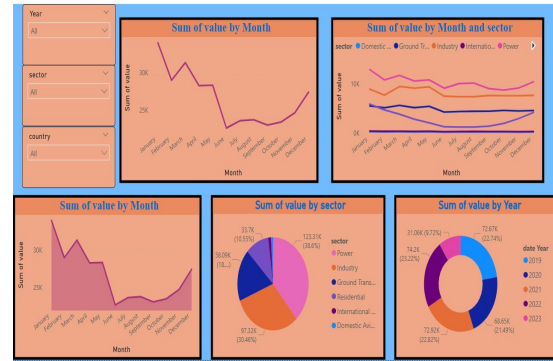 Year
All
sector
All
country
All
Sum of value by Month
Sum of value
30K
25K
January
February
March
April
May
June
July
August
September
October
November
December
Month
Sum of value by Month and sector
sector Domestic ... Ground Tr... Industry Internatio... Power
Sum of value
10K
0K
January
February
March
April
May
June
July
August
September
October
November
December
Month
Sum of value by Month
Sum of value
30K
25K
January
February
March
April
May
June
July
August
September
October
November
December
Month
Sum of value by sector
33.7K
(10.55%)
123.31K
(38.6%)
58.09K
(18....)
97.32K
(30.46%)
sector
Power
Industry
Ground Trans...
Residential
International ...
Domestic Avi...
Sum of value by Year
31.06K (9.72%)
72.67K
(22.74%)
74.2K
(23.22%)
68.65K
(21.49%)
72.92K
(22.82%)
date Year
2019
2020
2021
2022
2023